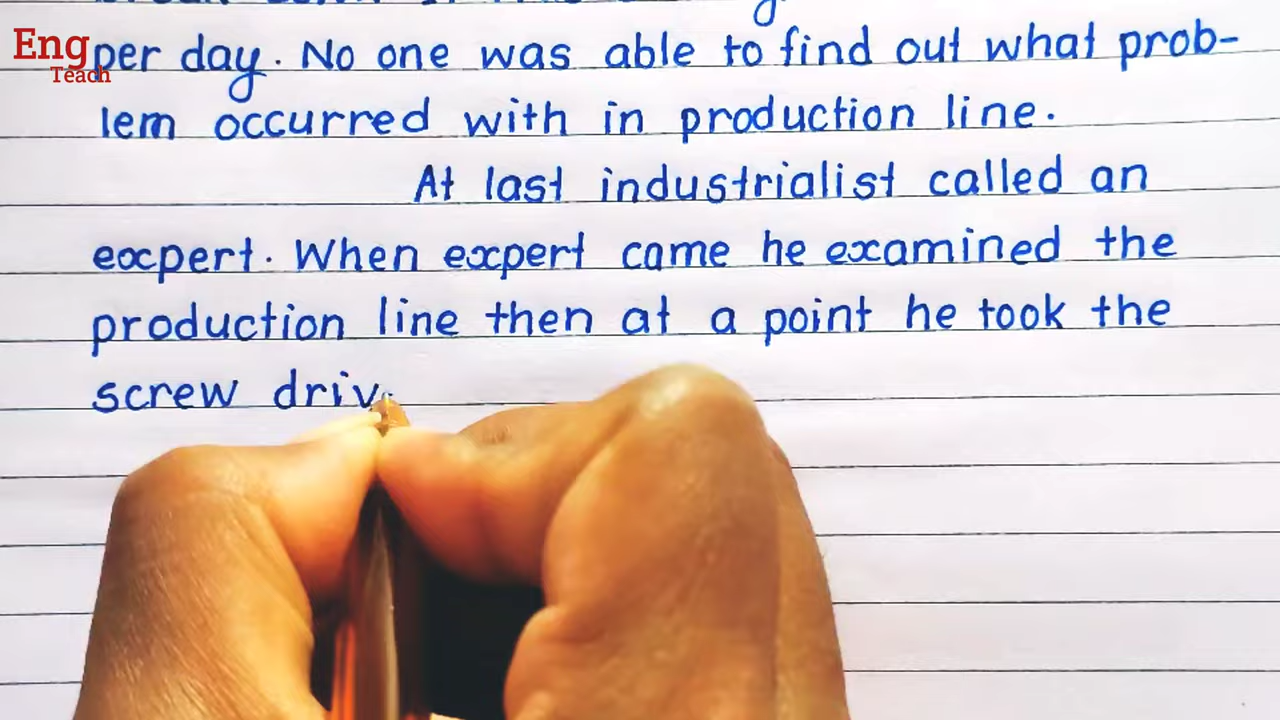 Eng
Teach
per day. No one was able to find out what prob-
lem occurred with in production line.
At last industrialist called an
expert. When expert came he examined the
production line then at a point he took the
screw driv